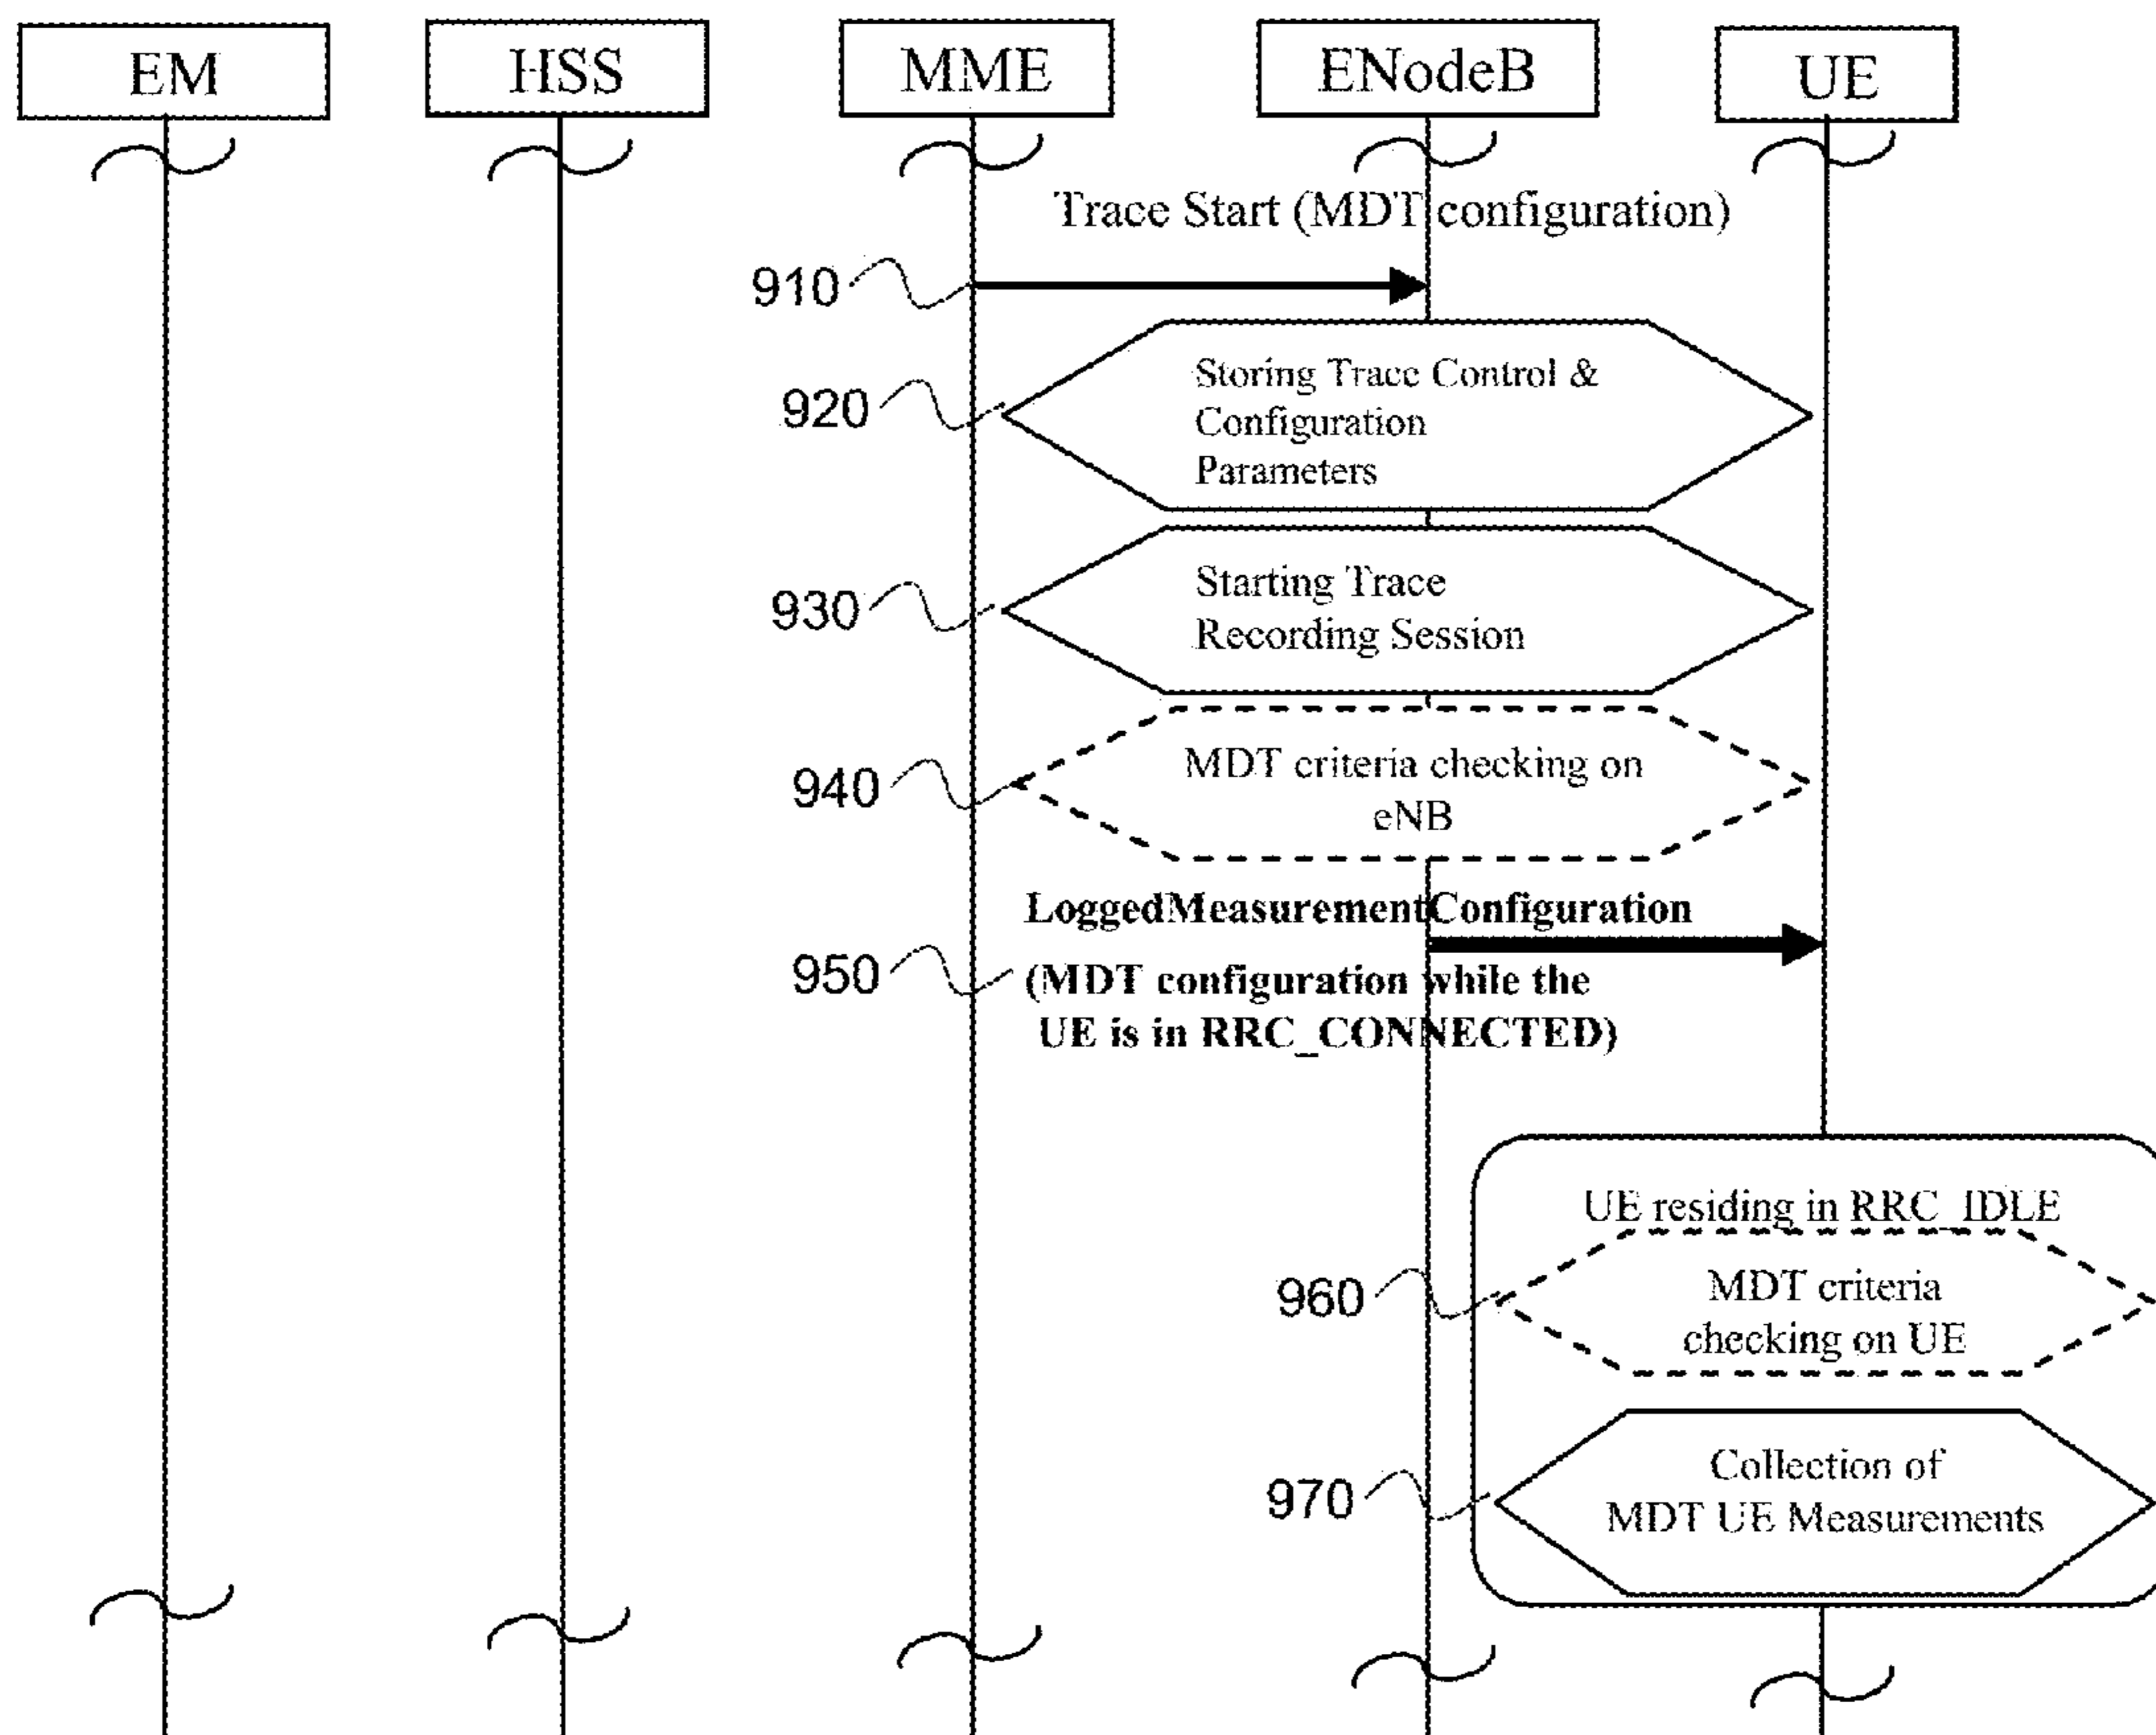 EM
HSS
MME
ENodeB
UE
Trace Start (MDT configuration)
910
Storing Trace Control &
920
Configuration
Parameters
Starting Trace
930
Recording Session
MDT criteria checking on
940
eNB
LoggedMeasurementConfiguration
950
(MDT configuration while the
UE is in RRC_CONNECTED)
UE residing in RRC_IDLE
960
MDT criteria
checking on UE
Collection of
970
MDT UE Measurements